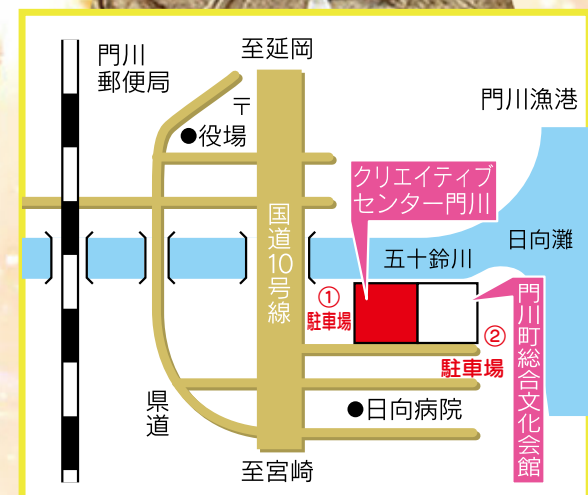 至延岡
門川
郵便局
〒
●役場
門川漁港
クリエイティブ
センター門川
国道10号線
日向灘
五十鈴川
①
駐車場
門川町総合文化会館
②
駐車場
県道
●日向病院
至宮崎